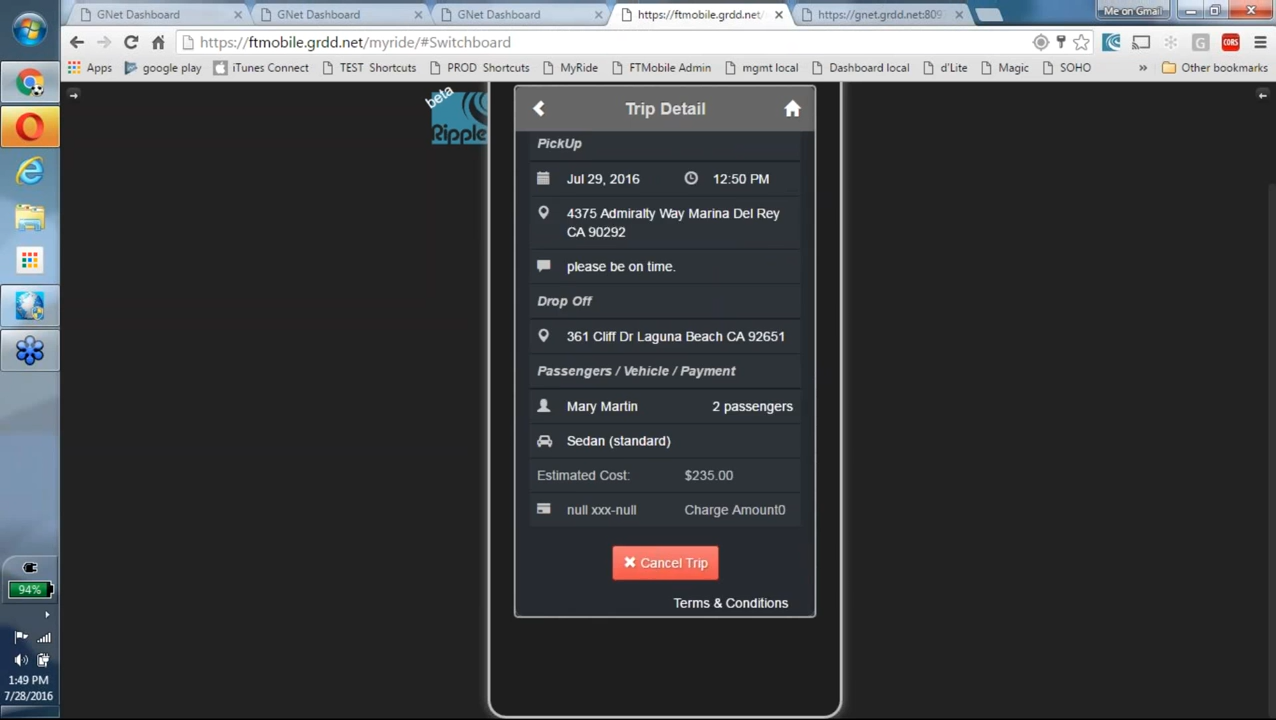 GNet Dashboard
GNet Dashboard
GNet Dashboard
https://ftmobile.grdd.net/
https://gnet.grdd.net:809
Me on Gmail
https://ftmobile.grdd.net/myride/#Switchboard
Apps
google play
iTunes Connect
TEST Shortcuts
PROD Shortcuts
MyRide
FTMobile Admin
mgmt local
Dashboard local
d'Lite
Magic
SOHO
»
Other bookmarks
CORS
beta
Ripple
Trip Detail
PickUp
Jul 29, 2016 12:50 PM
4375 Admiralty Way Marina Del Rey
CA 90292
please be on time.
Drop Off
361 Cliff Dr Laguna Beach CA 92651
Passengers / Vehicle / Payment
Mary Martin 2 passengers
Sedan (standard)
Estimated Cost: $235.00
null xxx-null Charge Amount0
Cancel Trip
Terms & Conditions
94%
1:49 PM
7/28/2016